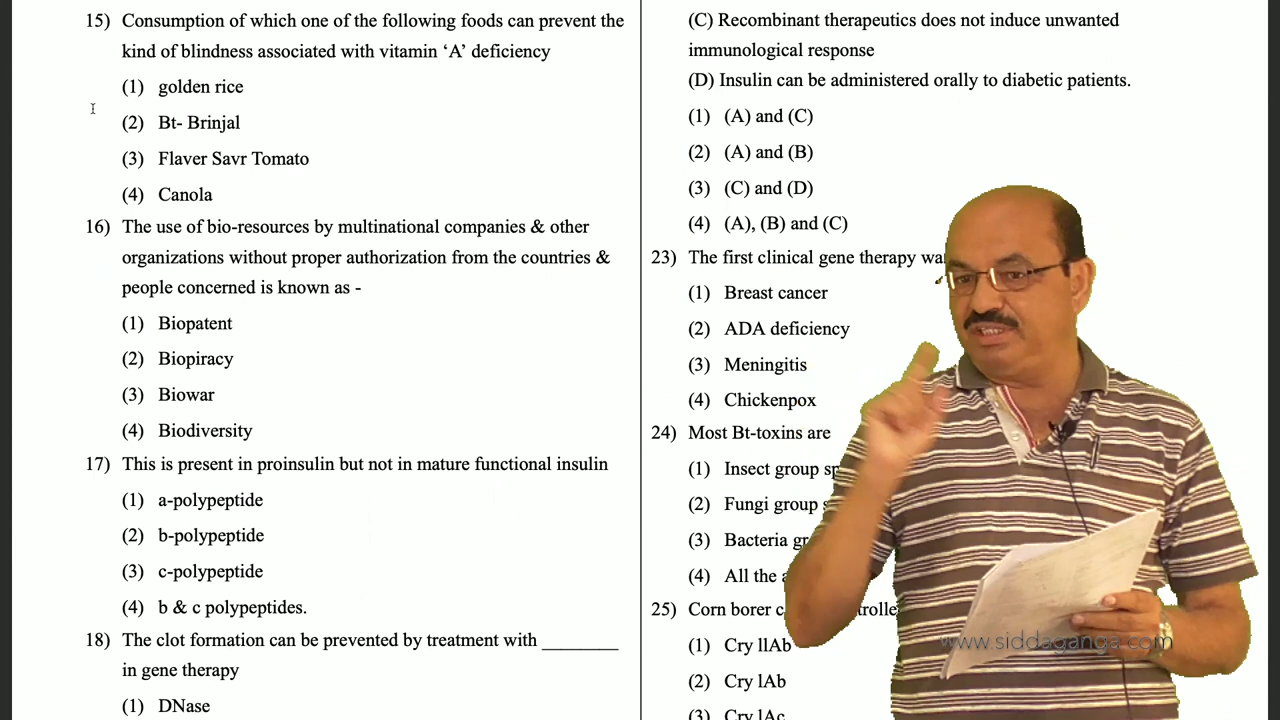 15) Consumption of which one of the following foods can prevent the
kind of blindness associated with vitamin ‘A’ deficiency
(1) golden rice
(2) Bt- Brinjal
(3) Flaver Savr Tomato
(4) Canola
16) The use of bio-resources by multinational companies & other
organizations without proper authorization from the countries &
people concerned is known as -
(1) Biopatent
(2) Biopiracy
(3) Biowar
(4) Biodiversity
17) This is present in proinsulin but not in mature functional insulin
(1) a-polypeptide
(2) b-polypeptide
(3) c-polypeptide
(4) b & c polypeptides.
18) The clot formation can be prevented by treatment with ________
in gene therapy
(1) DNase
(C) Recombinant therapeutics does not induce unwanted
immunological response
(D) Insulin can be administered orally to diabetic patients.
(1) (A) and (C)
(2) (A) and (B)
(3) (C) and (D)
(4) (A), (B) and (C)
23) The first clinical gene therapy
(1) Breast cancer
(2) ADA deficiency
(3) Meningitis
(4) Chickenpox
24) Most Bt-toxins are
(1) Insect group
(2) Fungi group
(3) Bacteria
(4) All the
25) Corn borer
(1) Cry llAb
(2) Cry lAb
(3) Cry lAc
www.siddaganga.com